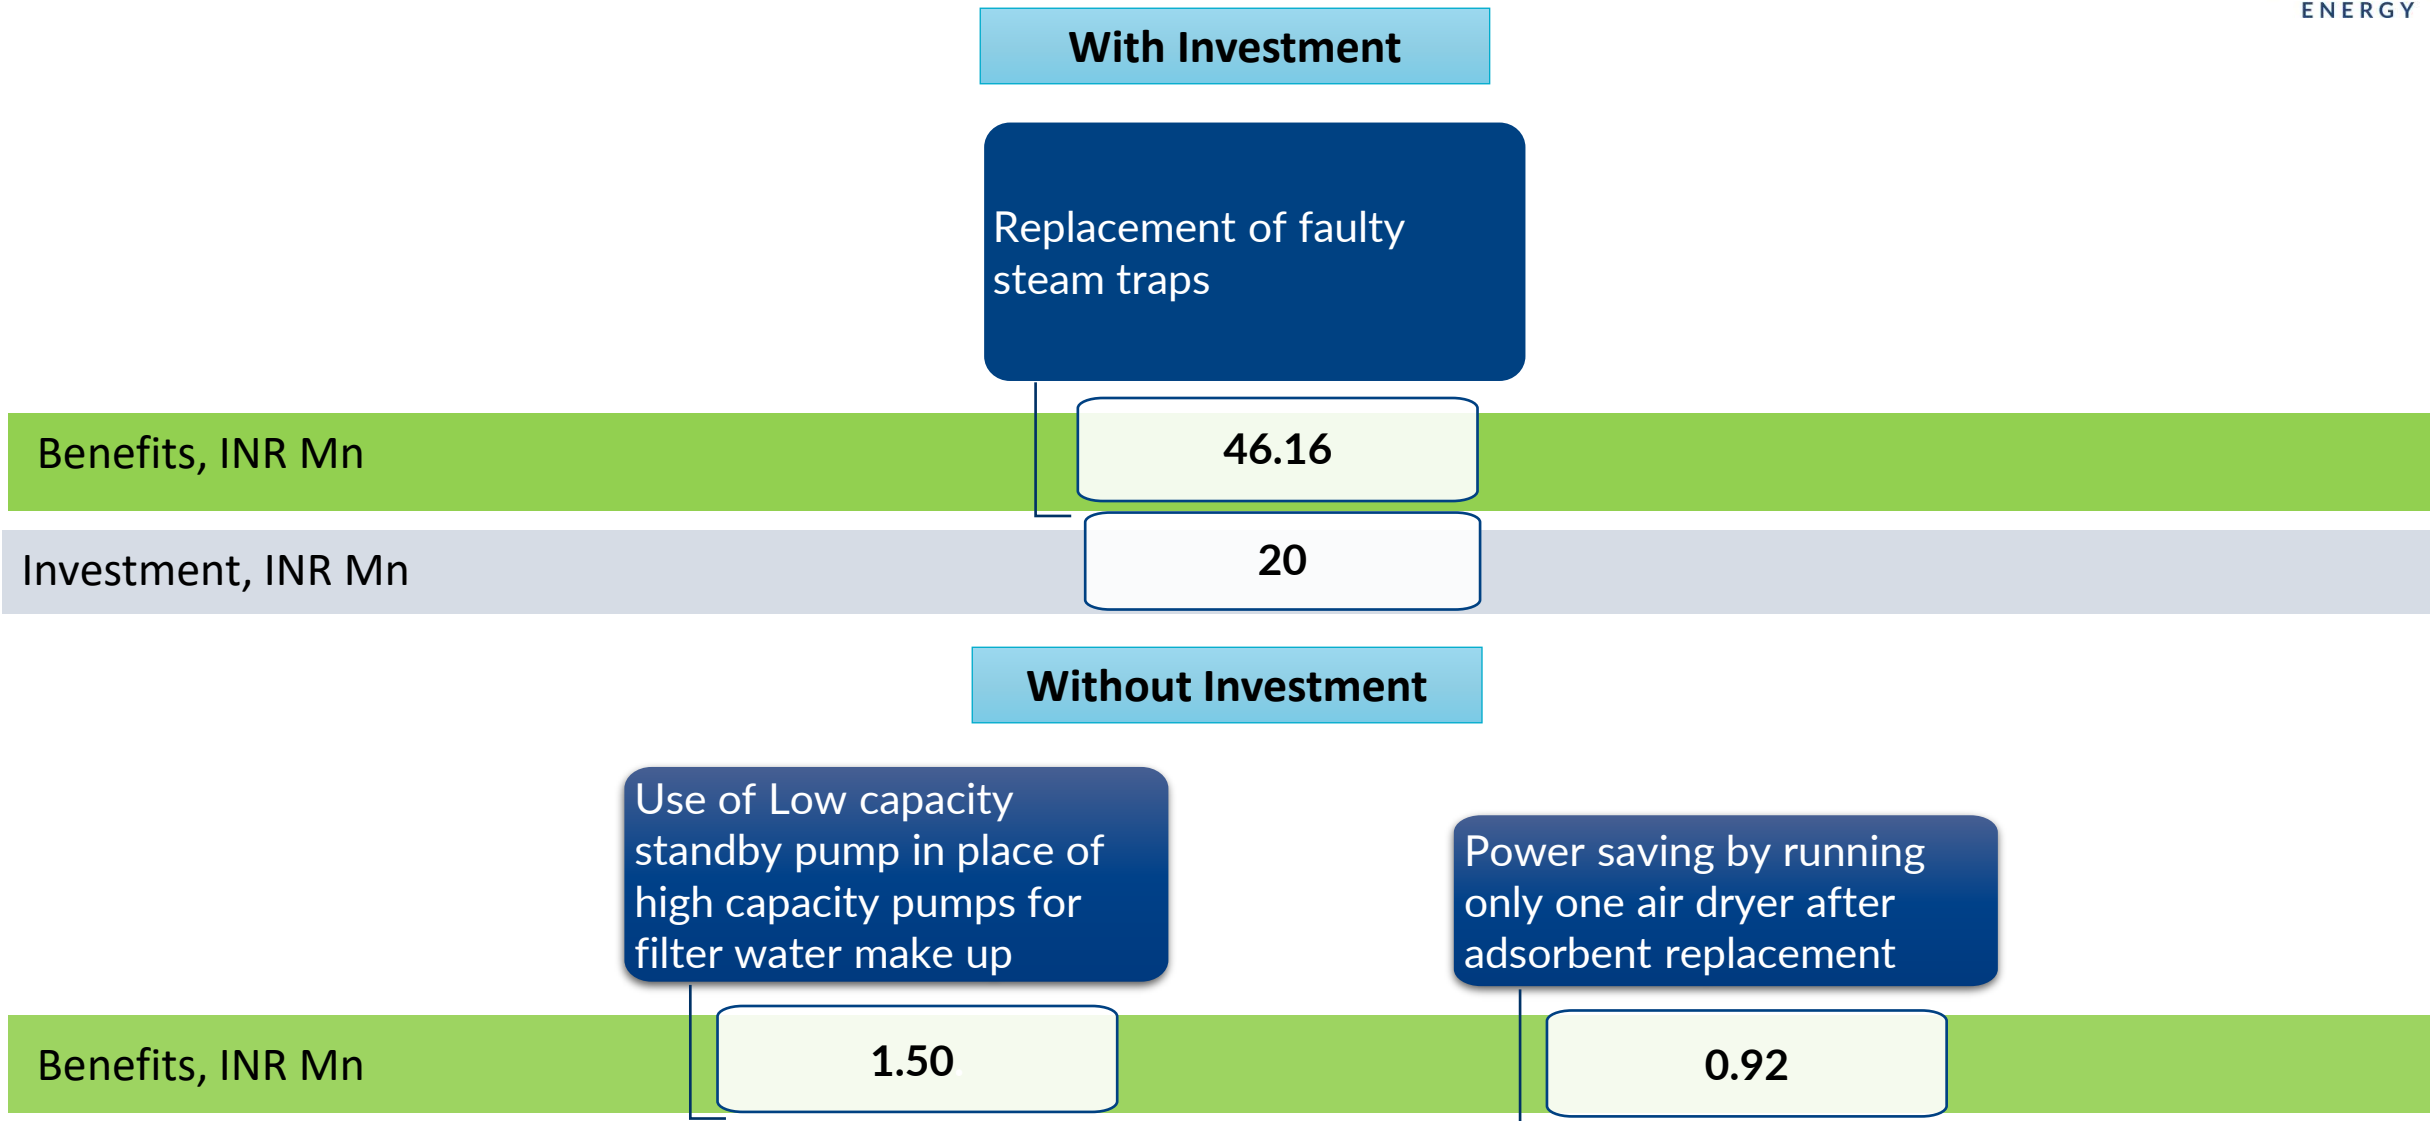 ENERGY
With Investment
Replacement of faulty
steam traps
Benefits, INR Mn
46.16
Investment, INR Mn
20
Without Investment
Use of Low capacity
standby pump in place of
high capacity pumps for
filter water make up
Power saving by running
only one air dryer after
adsorbent replacement
Benefits, INR Mn
1.50
0.92